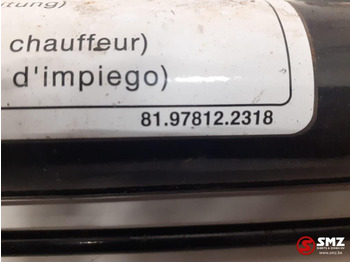 chauffeur)
d'impiego)
81.97812.2318
SMZ